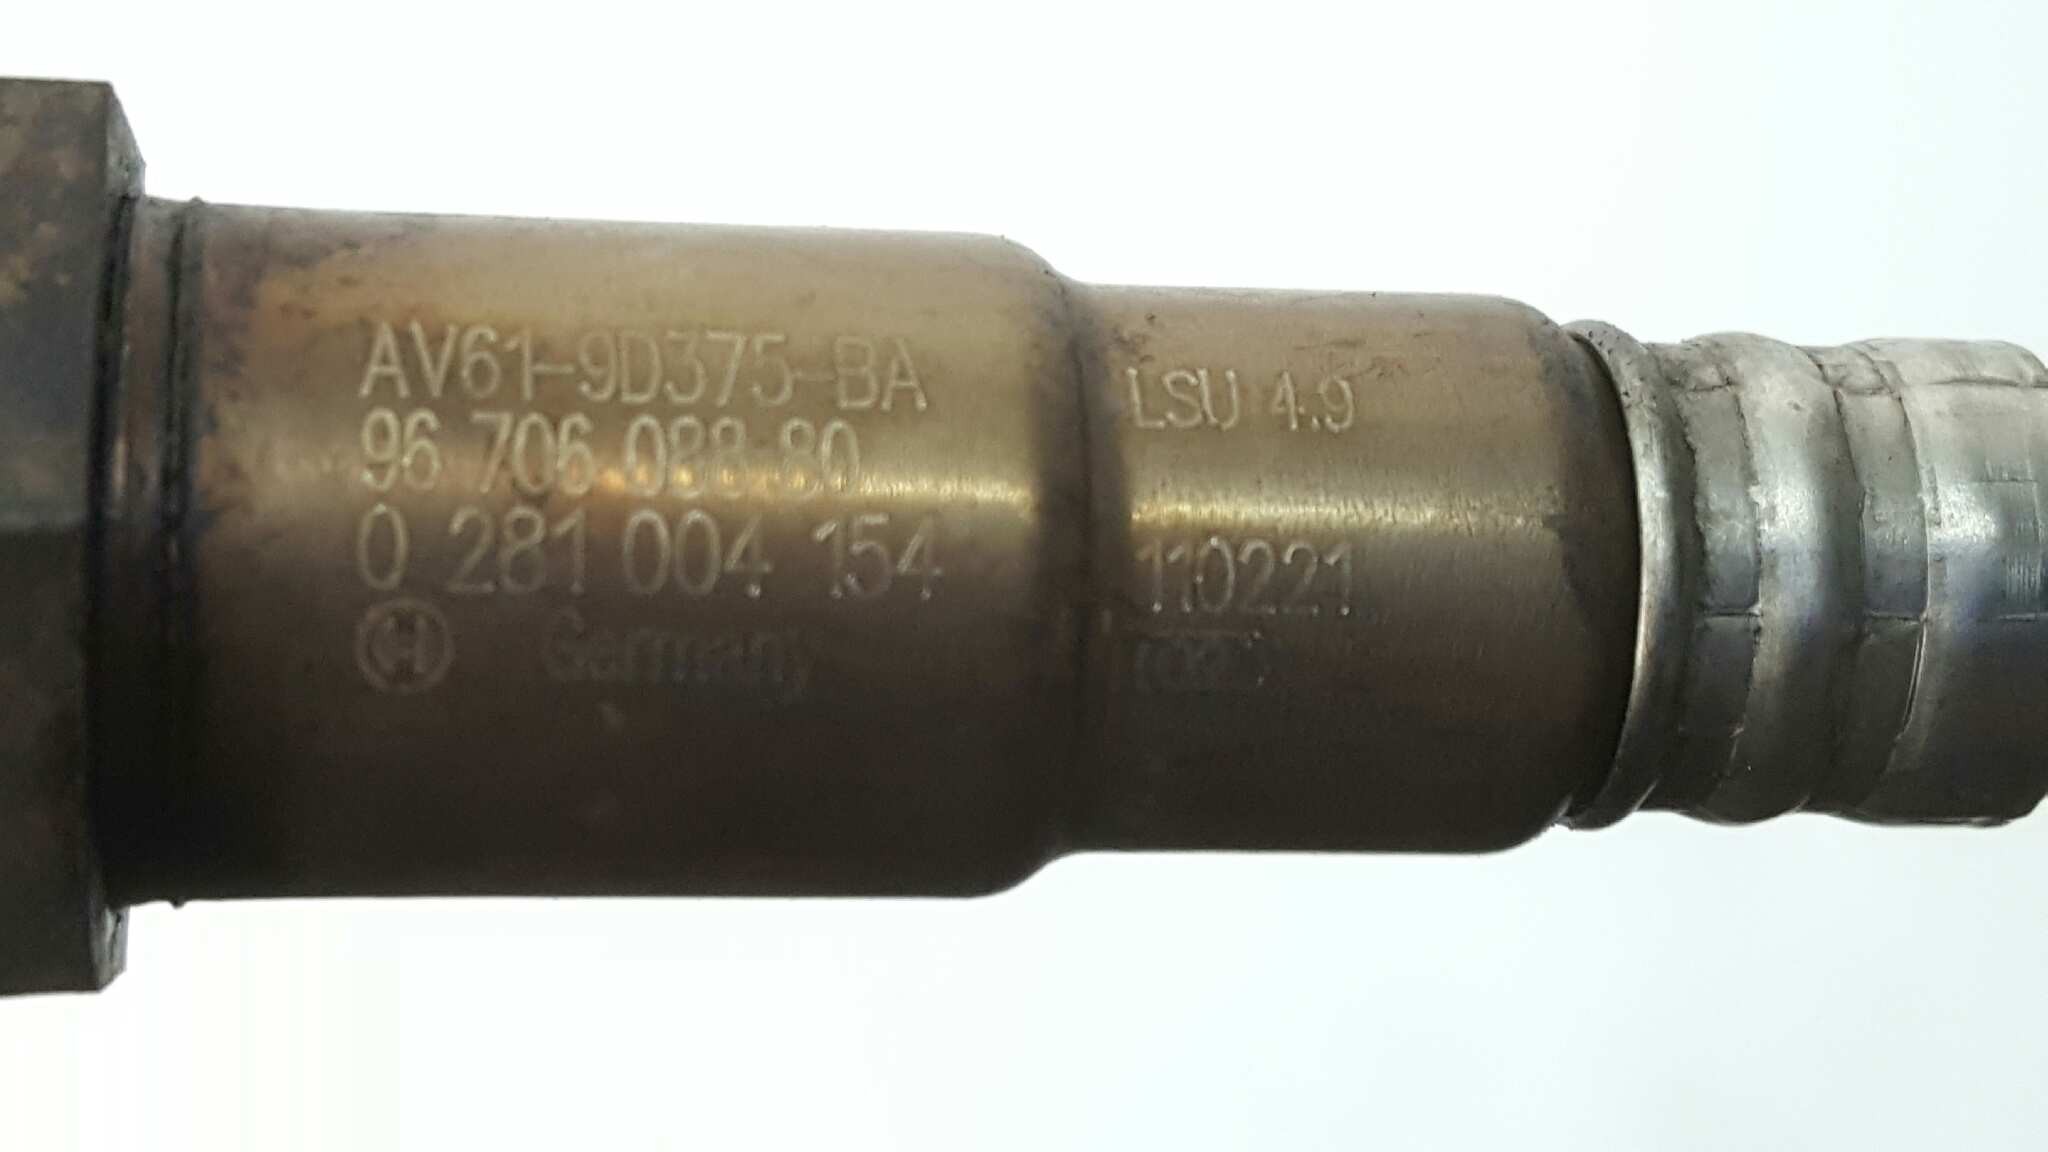 AV61-9D375-BA
96 706 088 80
0 281 004 154
Germany
LSU 4.9
110221